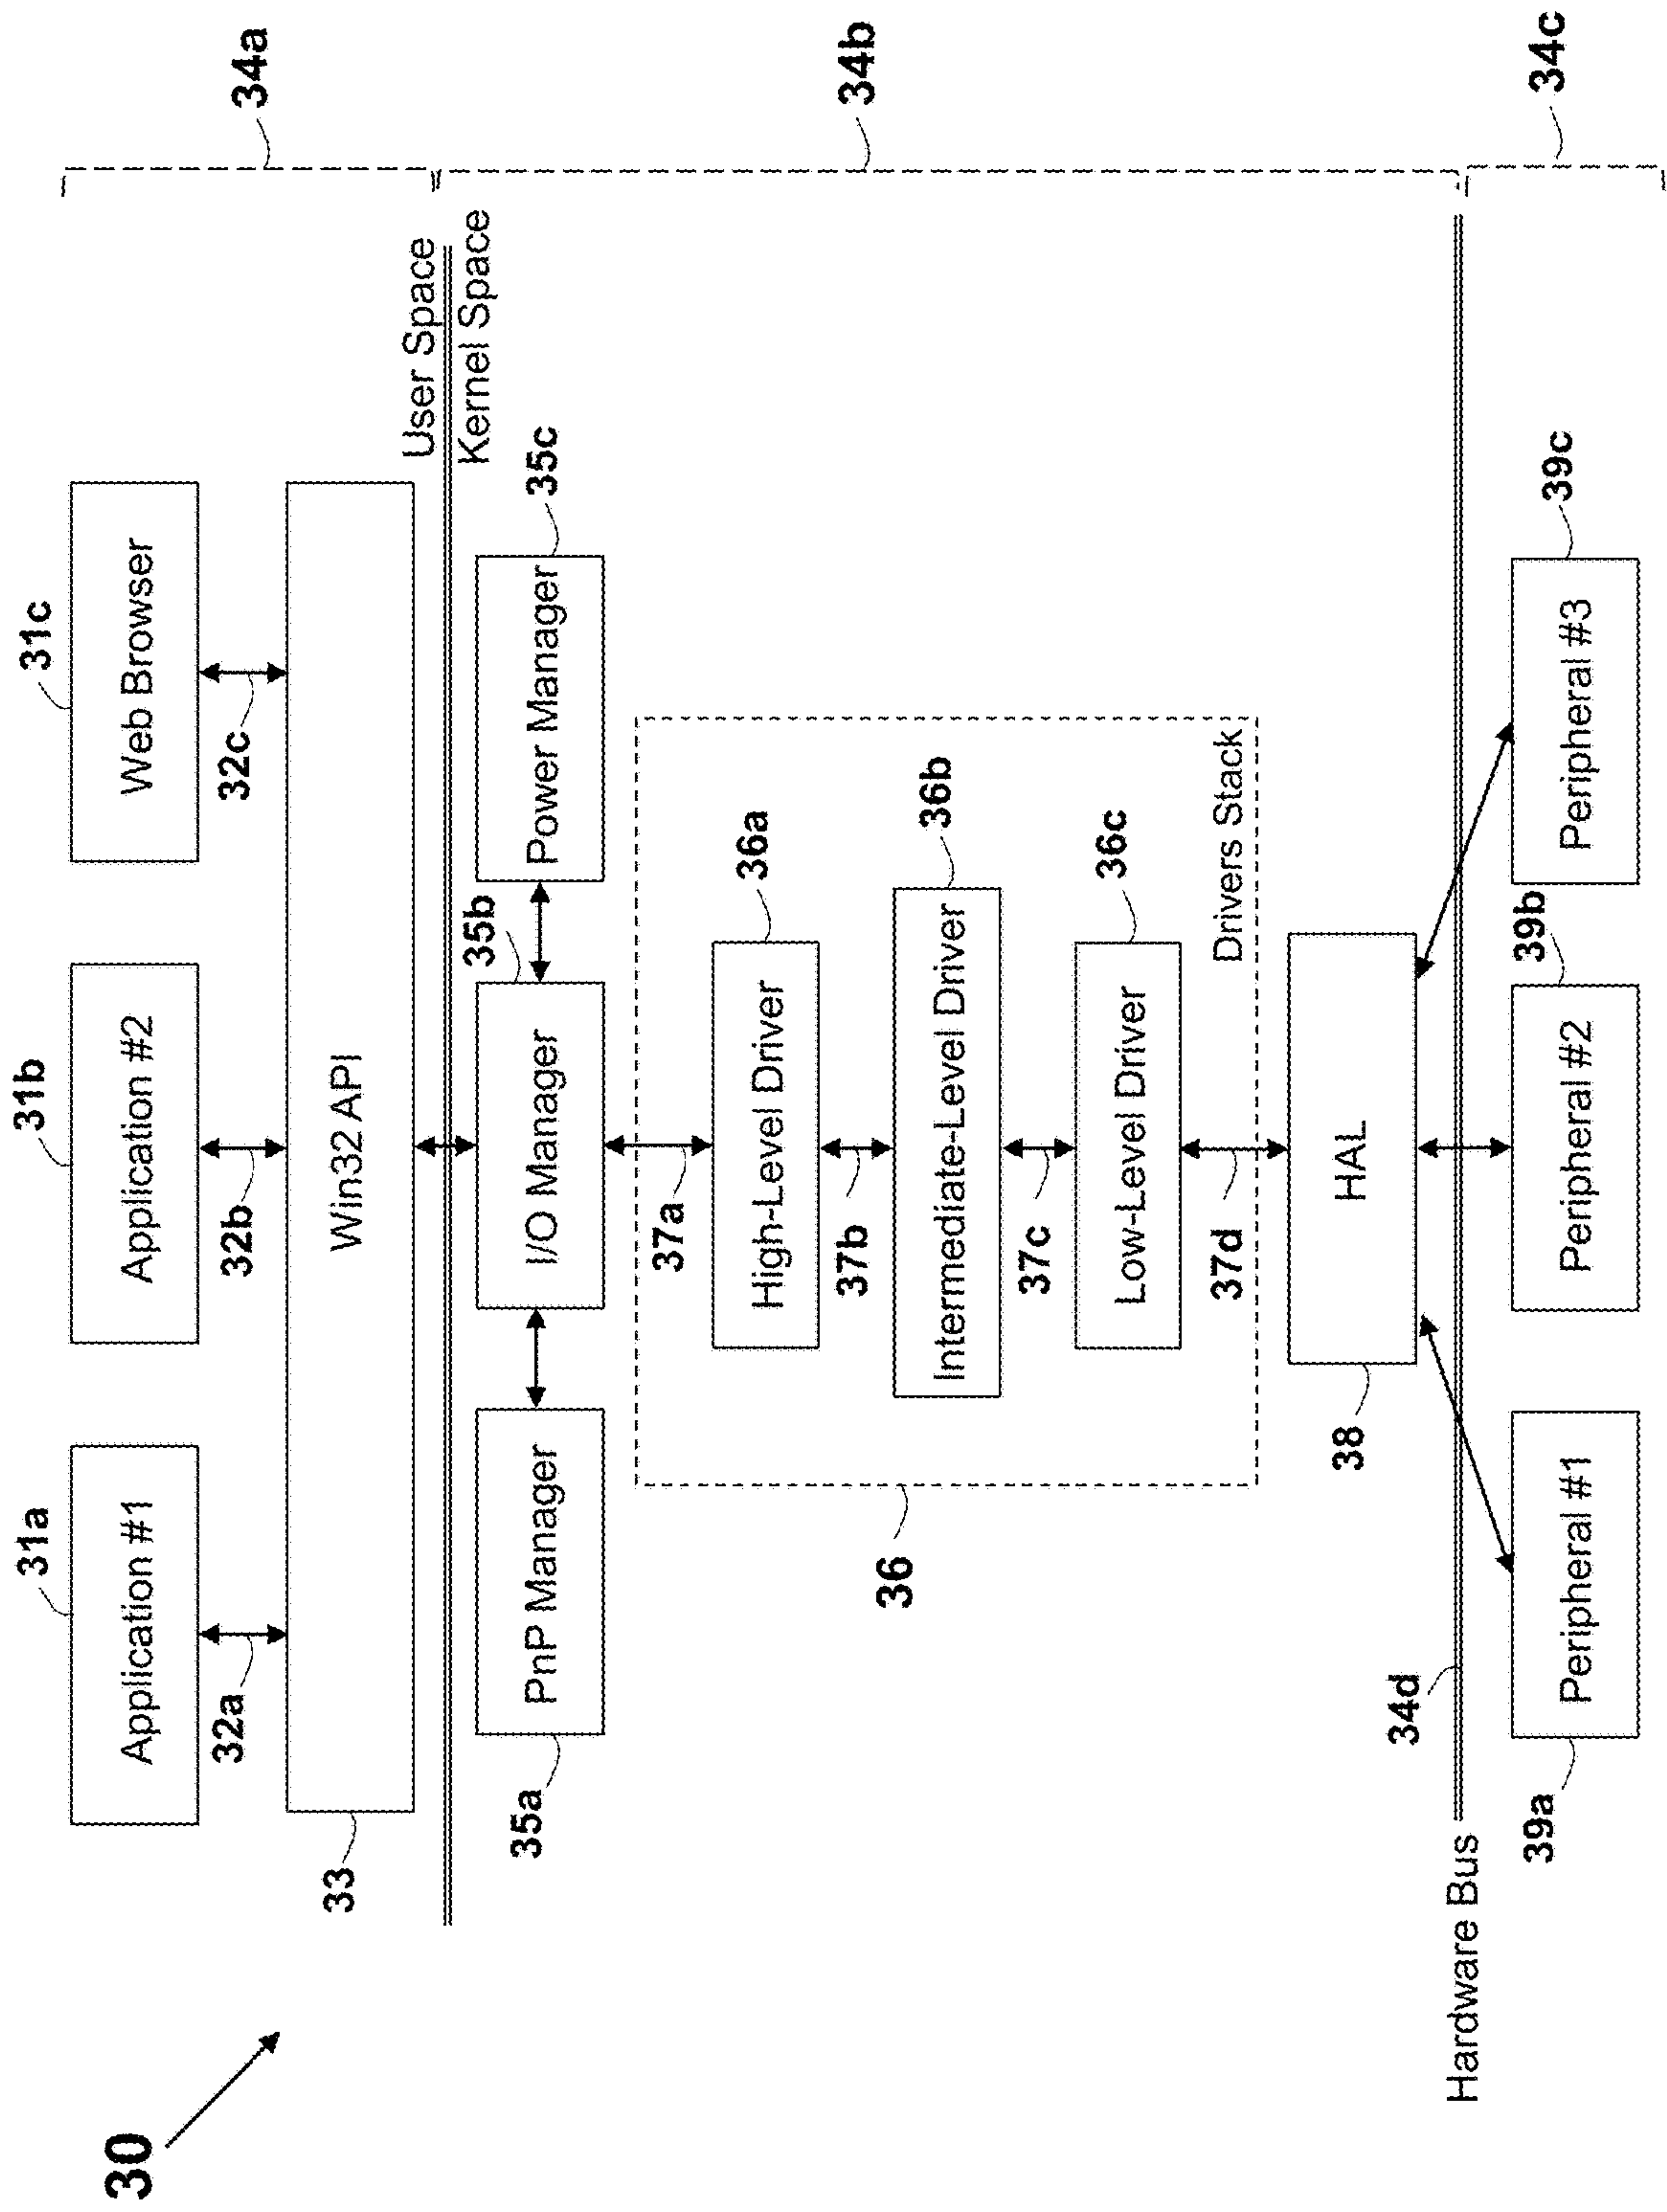 30
31a
31b
31c
Application #1
Application #2
Web Browser
34a
32a
32b
32c
33
Win32 API
User Space
Kernel Space
35a
35b
35c
PnP Manager
I/O Manager
Power Manager
37a
36a
High-Level Driver
37b
36b
Intermediate-Level Driver
34b
36
37c
36c
Low-Level Driver
Drivers Stack
37d
38
HAL
34d
Hardware Bus
39a
39b
39c
Peripheral #1
Peripheral #2
Peripheral #3
34c